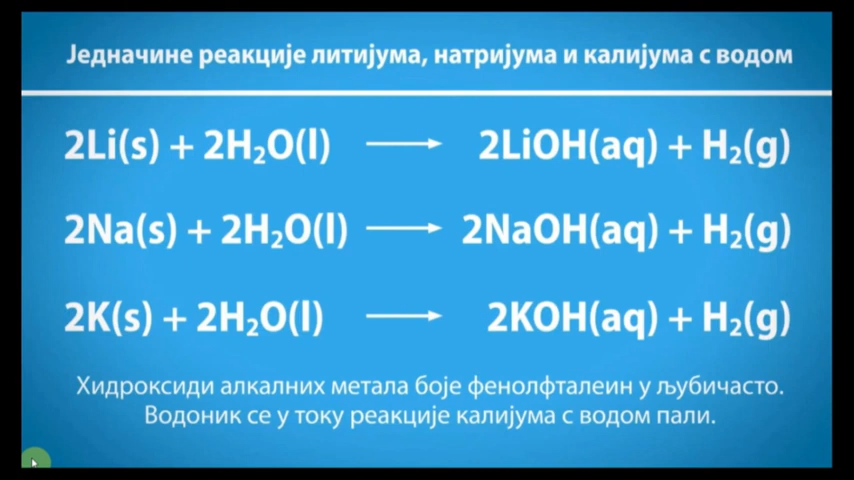 Једначине реакције литијума, натријума и калијума с водом
2Li(s) + 2H₂O(l) ⟶ 2LiOH(aq) + H₂(g)
2Na(s) + 2H₂O(l) ⟶ 2NaOH(aq) + H₂(g)
2K(s) + 2H₂O(l) ⟶ 2KOH(aq) + H₂(g)
Хидроксиди алкалних метала боје фенолфталеин у љубичасто.
Водоник се у току реакције калијума с водом пали.